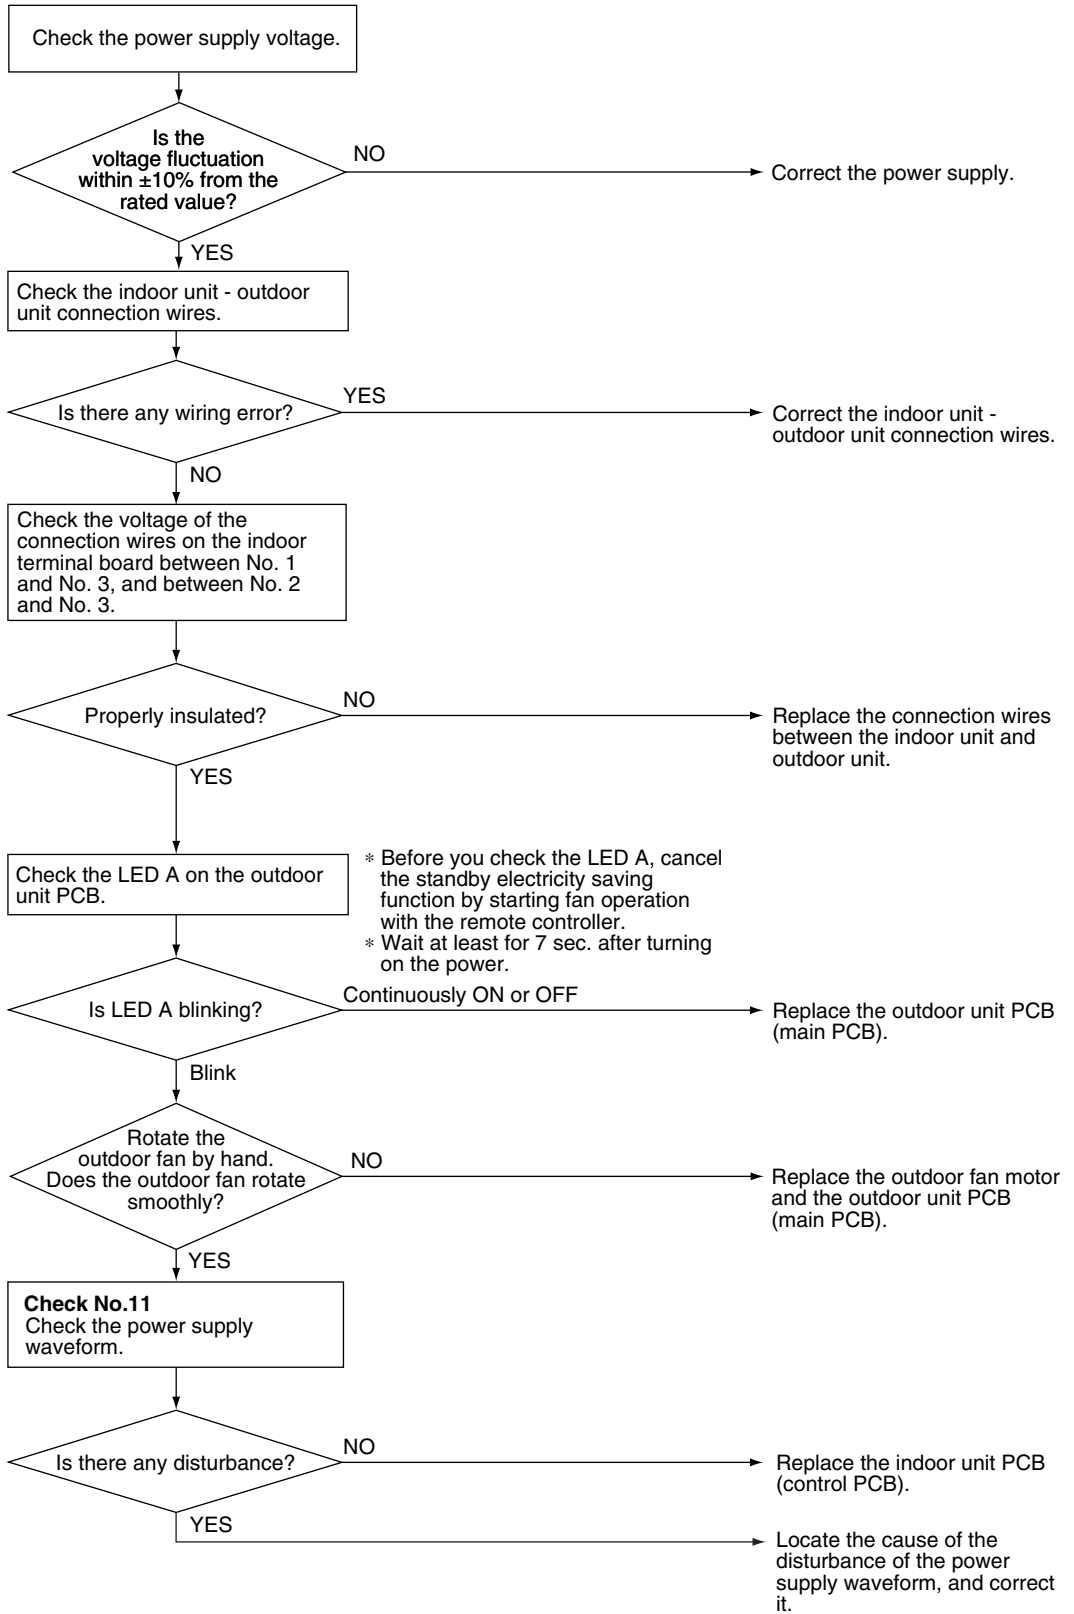 Check the power supply voltage.
Is the
voltage fluctuation
within ±10% from the
rated value?
NO
Correct the power supply.
YES
Check the indoor unit - outdoor
unit connection wires.
Is there any wiring error?
YES
Correct the indoor unit -
outdoor unit connection wires.
NO
Check the voltage of the
connection wires on the indoor
terminal board between No. 1
and No. 3, and between No. 2
and No. 3.
Properly insulated?
NO
Replace the connection wires
between the indoor unit and
outdoor unit.
YES
Check the LED A on the outdoor
unit PCB.
* Before you check the LED A, cancel
the standby electricity saving
function by starting fan operation
with the remote controller.
* Wait at least for 7 sec. after turning
on the power.
Is LED A blinking?
Continuously ON or OFF
Replace the outdoor unit PCB
(main PCB).
Blink
Rotate the
outdoor fan by hand.
Does the outdoor fan rotate
smoothly?
NO
Replace the outdoor fan motor
and the outdoor unit PCB
(main PCB).
YES
Check No.11
Check the power supply
waveform.
Is there any disturbance?
NO
Replace the indoor unit PCB
(control PCB).
YES
Locate the cause of the
disturbance of the power
supply waveform, and correct
it.